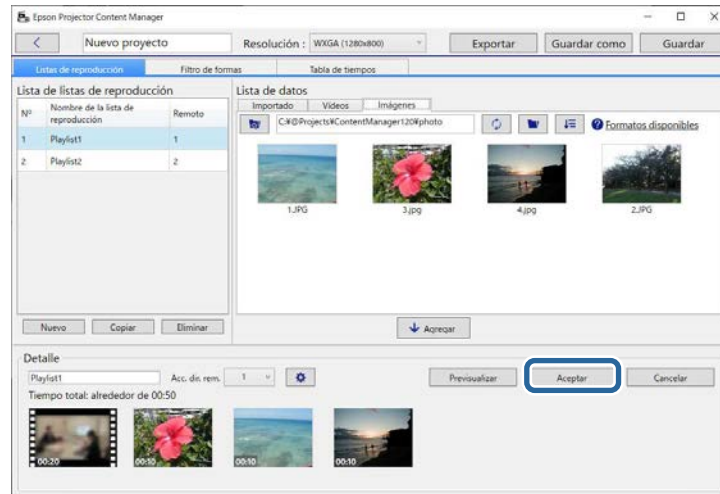 Epson Projector Content Manager
Nuevo proyecto
Resolución : WXGA (1280x800)
Exportar
Guardar como
Guardar
Listas de reproducción
Filtro de formas
Tabla de tiempos
Lista de listas de reproducción
Nº
Nombre de la lista de
reproducción
Remoto
1 Playlist1 1
2 Playlist2 2
Nuevo
Copiar
Eliminar
Lista de datos
Importado
Vídeos
Imágenes
C:¥@Projects¥ContentManager120¥photo
Formatos disponibles
1.JPG
3.jpg
4.jpg
2.JPG
Agregar
Detalle
Playlist1
Acc. dir. rem.
1
Previsualizar
Aceptar
Cancelar
Tiempo total: alrededor de 00:50
00:20
00:10
00:10
00:10